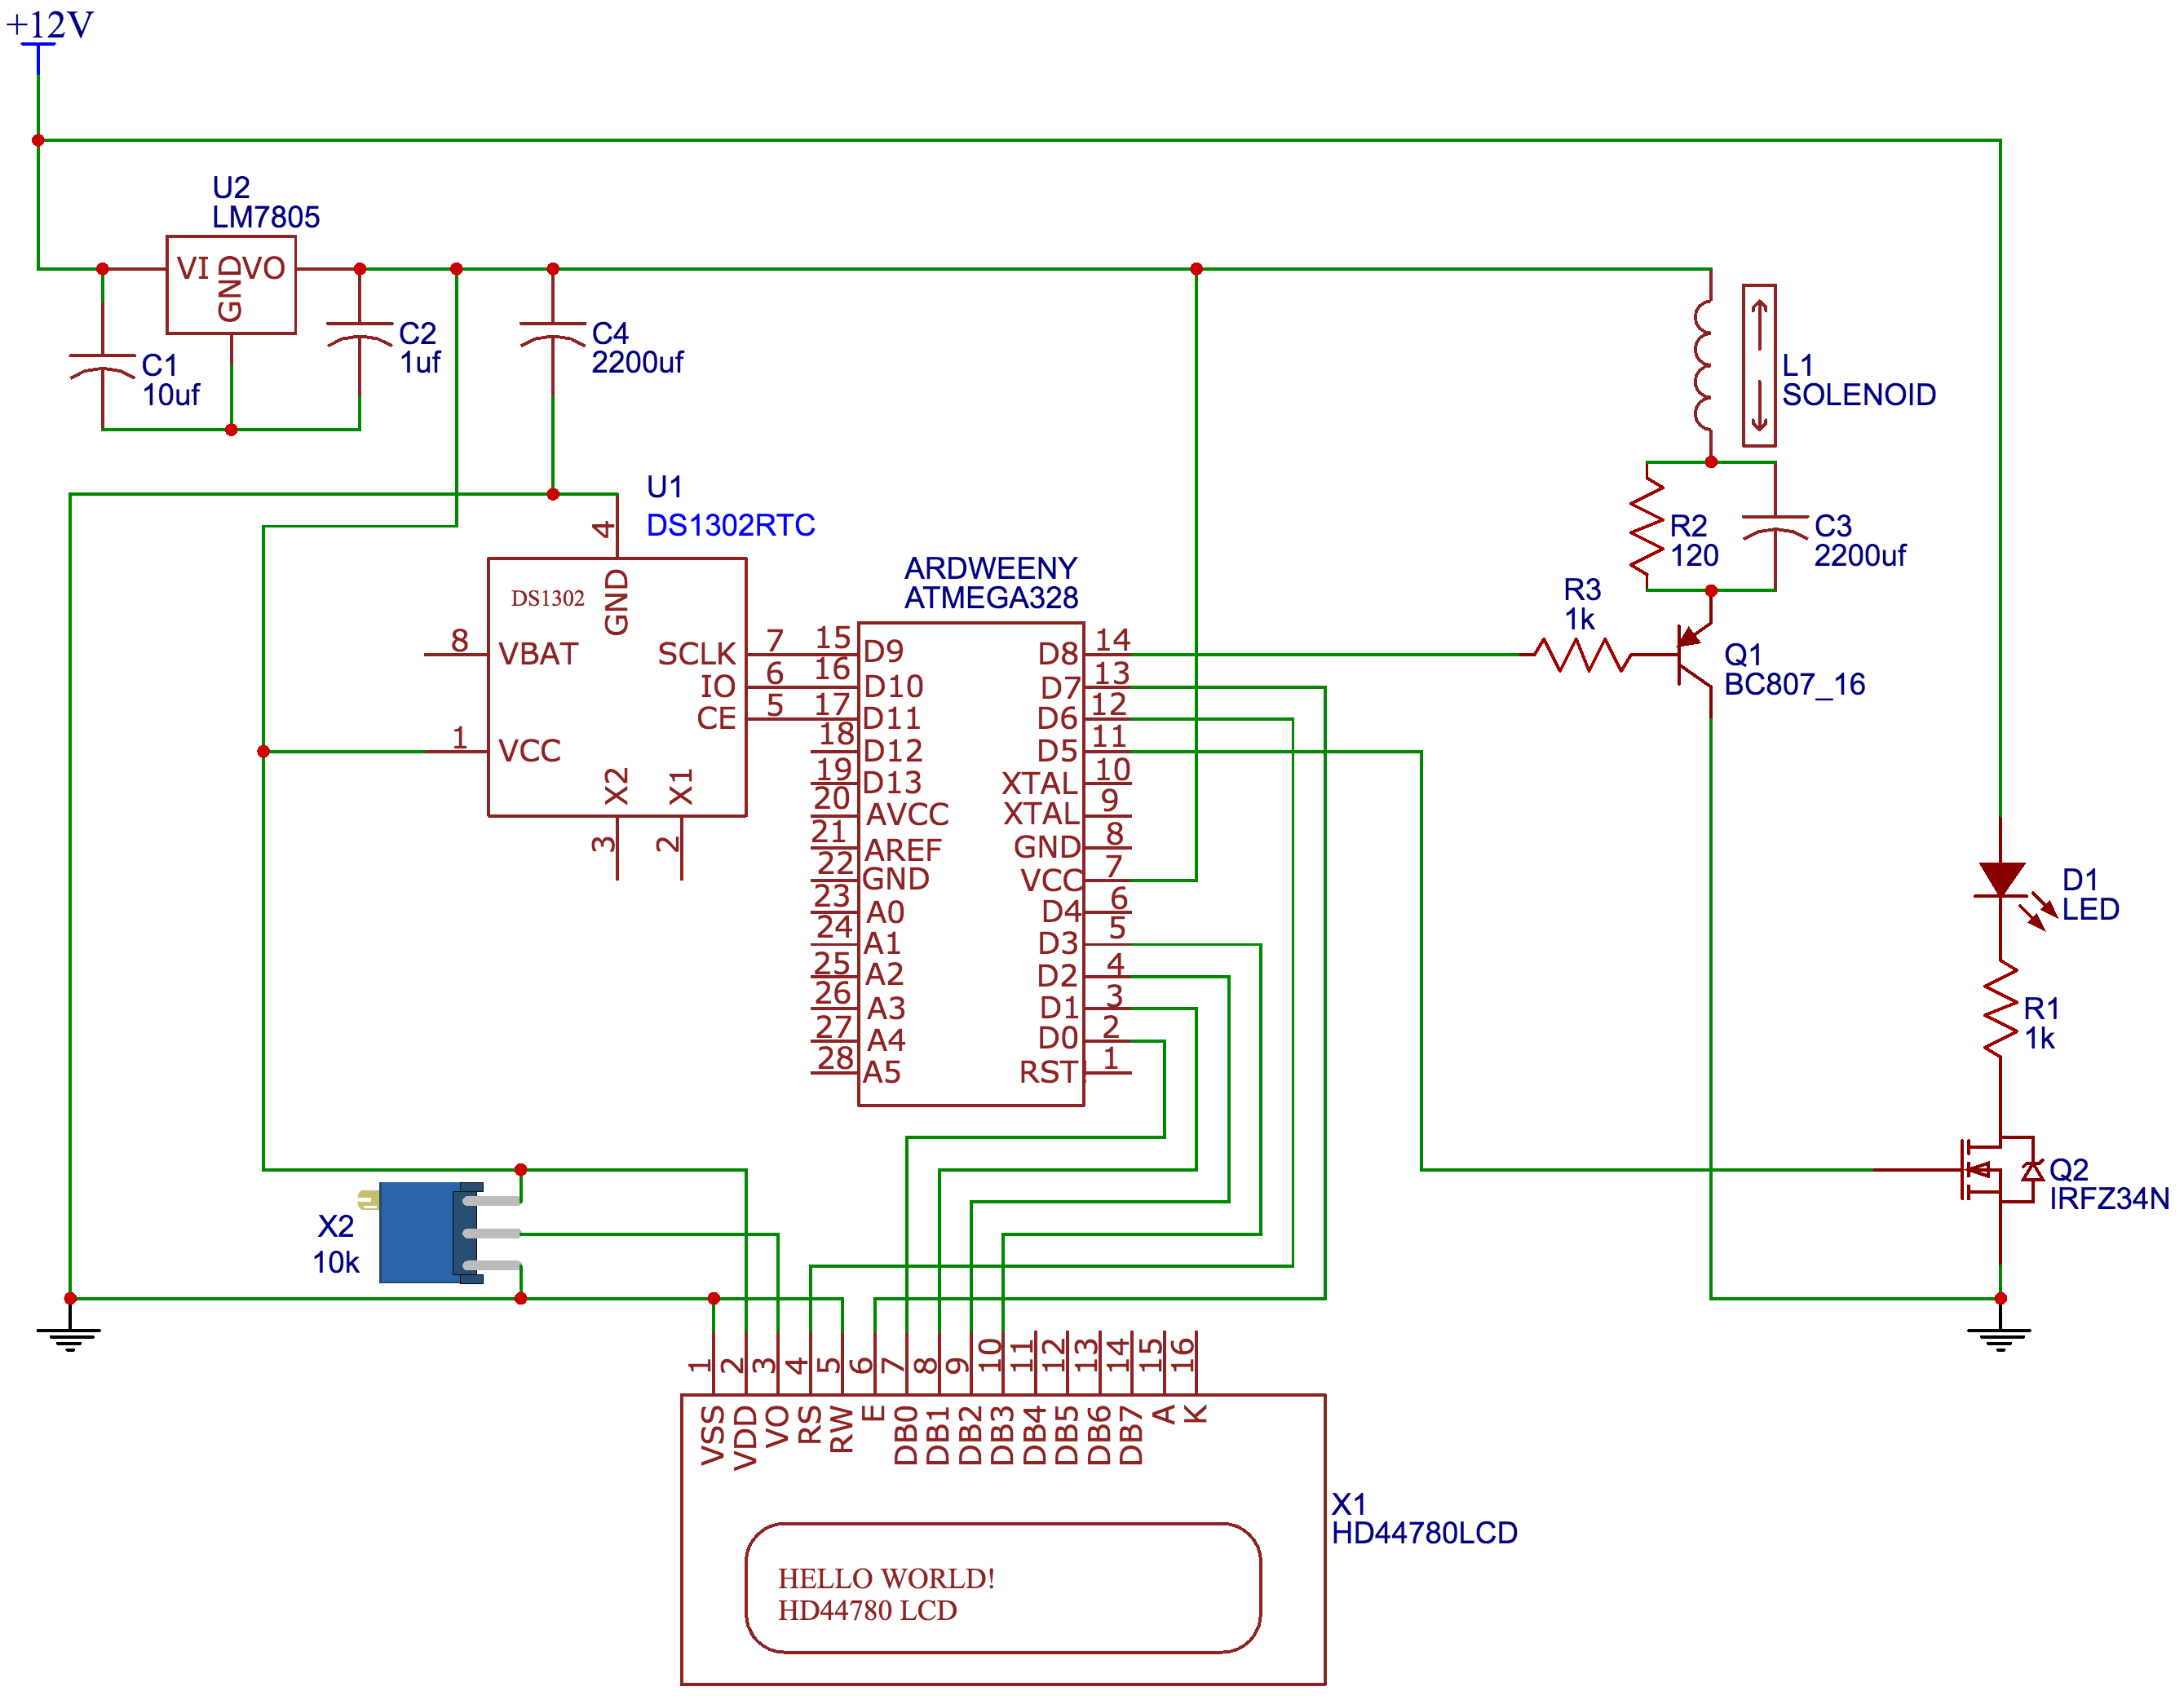 +12V
U2
LM7805
VI
GND
VO
C1
10uf
C2
1uf
C4
2200uf
L1
SOLENOID
R2
120
C3
2200uf
R3
1k
Q1
BC807_16
U1
DS1302RTC
4
DS1302
GND
8
VBAT
1
VCC
SCLK
7
IO
6
CE
5
X2
X1
3
2
ARDWEENY
ATMEGA328
15
D9
16
D10
17
D11
18
D12
19
D13
20
AVCC
21
AREF
22
GND
23
A0
24
A1
25
A2
26
A3
27
A4
28
A5
D8
14
D7
13
D6
12
D5
11
XTAL
10
XTAL
9
GND
8
VCC
7
D4
6
D3
5
D2
4
D1
3
D0
2
RST
1
D1
LED
R1
1k
Q2
IRFZ34N
X2
10k
1
2
3
4
5
6
7
8
9
10
11
12
13
14
15
16
VSS
VDD
VO
RS
RW
E
DB0
DB1
DB2
DB3
DB4
DB5
DB6
DB7
A
K
X1
HD44780LCD
HELLO WORLD!
HD44780 LCD